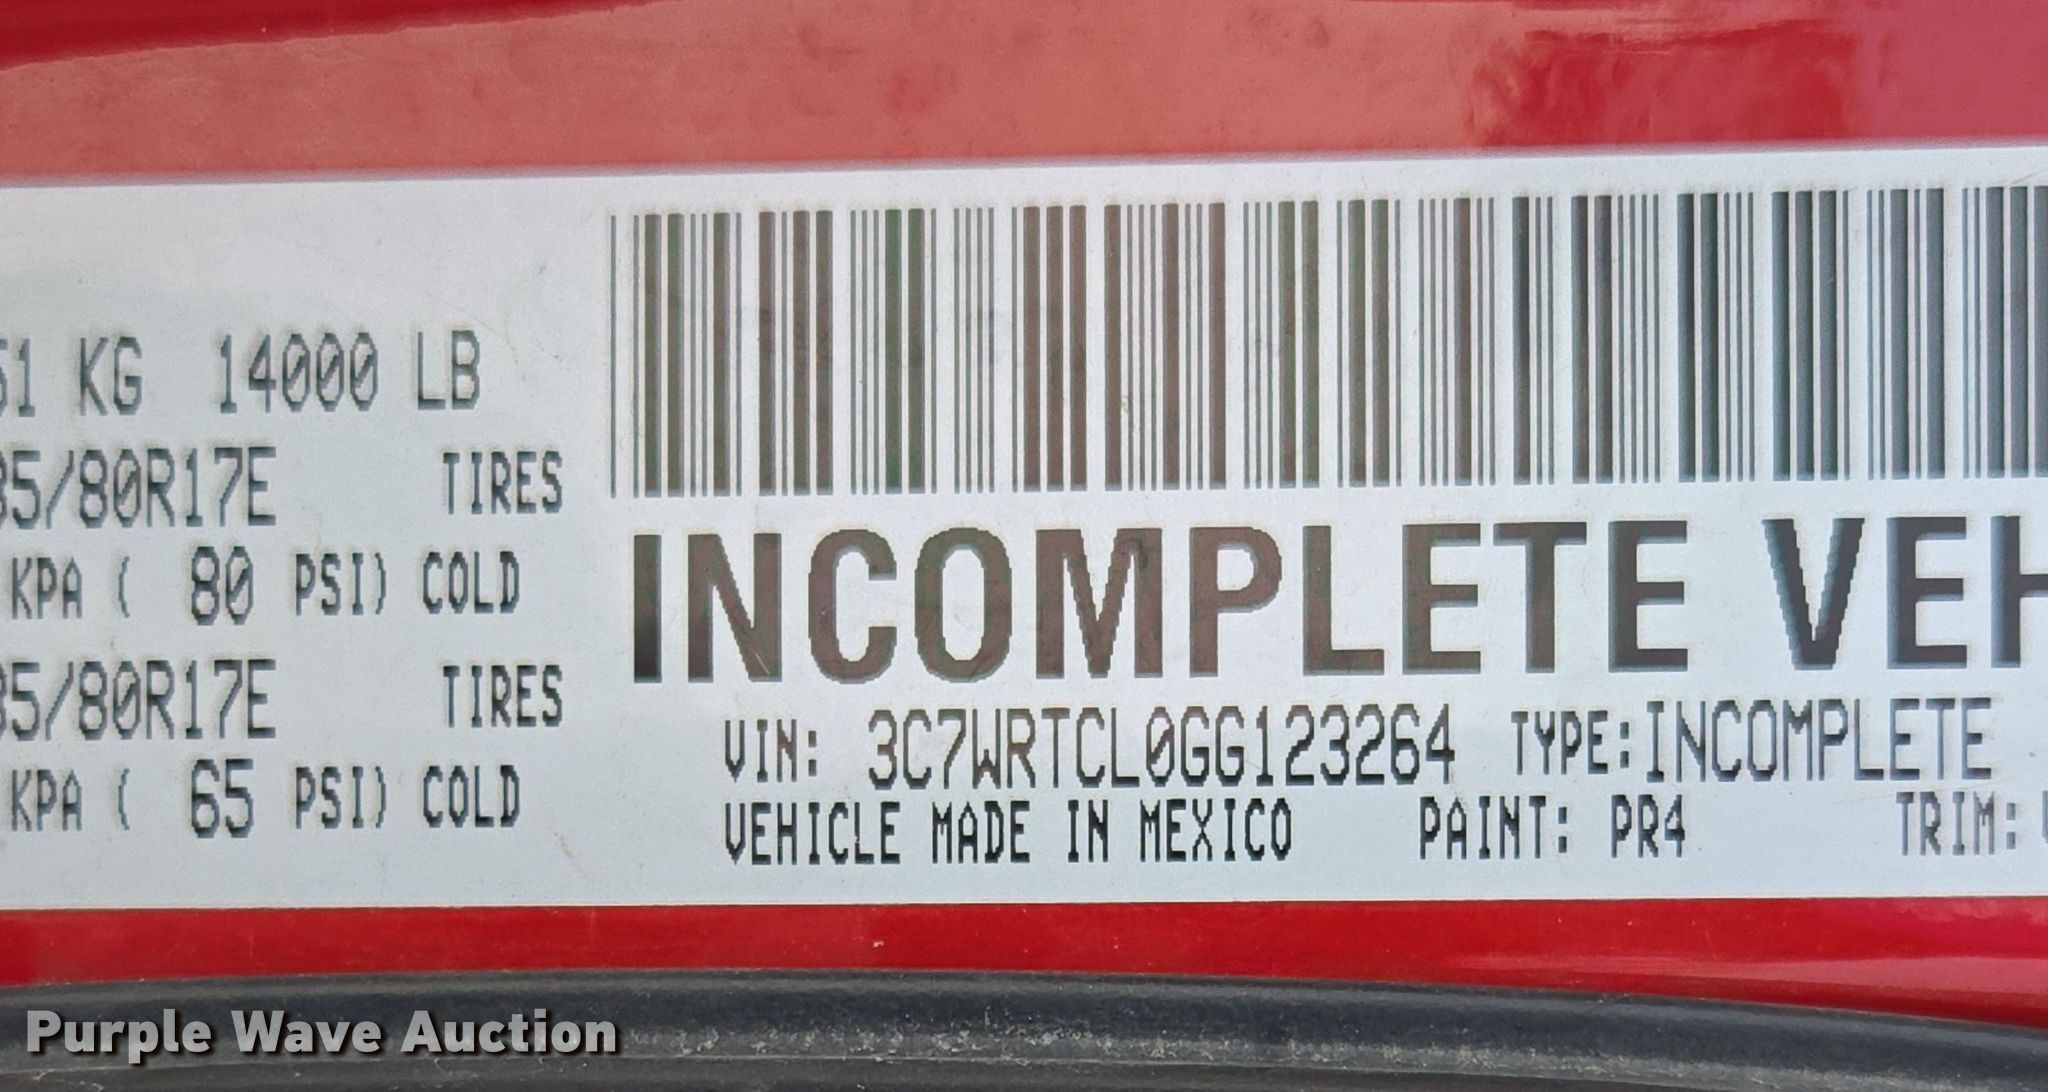 51 KG 14000 LB
35/80R17E TIRES
KPA ( 80 PSI) COLD
35/80R17E TIRES
KPA ( 65 PSI) COLD
INCOMPLETE VEH
VIN: 3C7WRTCL0GG123264 TYPE:INCOMPLETE
VEHICLE MADE IN MEXICO PAINT: PR4 TRIM:
Purple Wave Auction